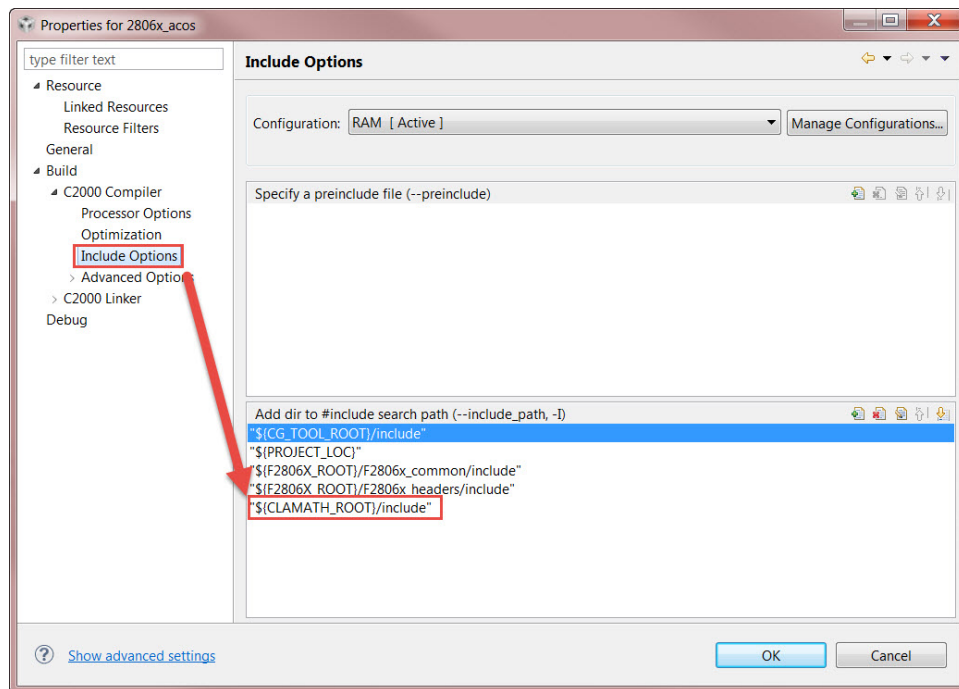 Properties for 2806x_acos
type filter text
Resource
Linked Resources
Resource Filters
General
Build
C2000 Compiler
Processor Options
Optimization
Include Options
Advanced Options
C2000 Linker
Debug
Include Options
Configuration: RAM [ Active ] Manage Configurations...
Specify a preinclude file (--preinclude)
Add dir to #include search path (--include_path, -I)
"${CG_TOOL_ROOT}/include"
"${PROJECT_LOC}"
"${F2806X_ROOT}/F2806x_common/include"
"${F2806X_ROOT}/F2806x_headers/include"
"${CLAMATH_ROOT}/include"
Show advanced settings
OK Cancel